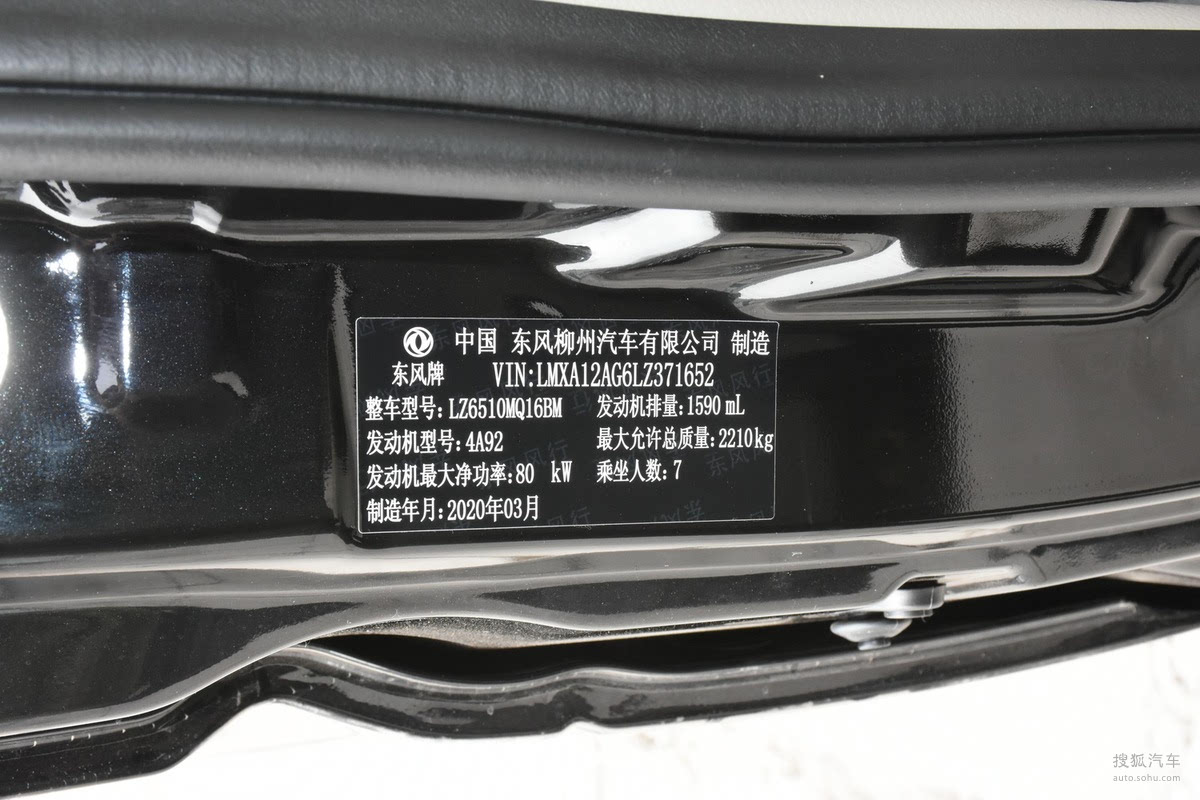 中国 东风柳州汽车有限公司 制造
东风牌 VIN:LMXA12AG6LZ371652
整车型号:LZ6510MQ16BM 发动机排量:1590 mL
发动机型号:4A92 最大允许总质量:2210kg
发动机最大净功率:80 kW 乘坐人数:7
制造年月:2020年03月
搜狐汽车
auto.sohu.com